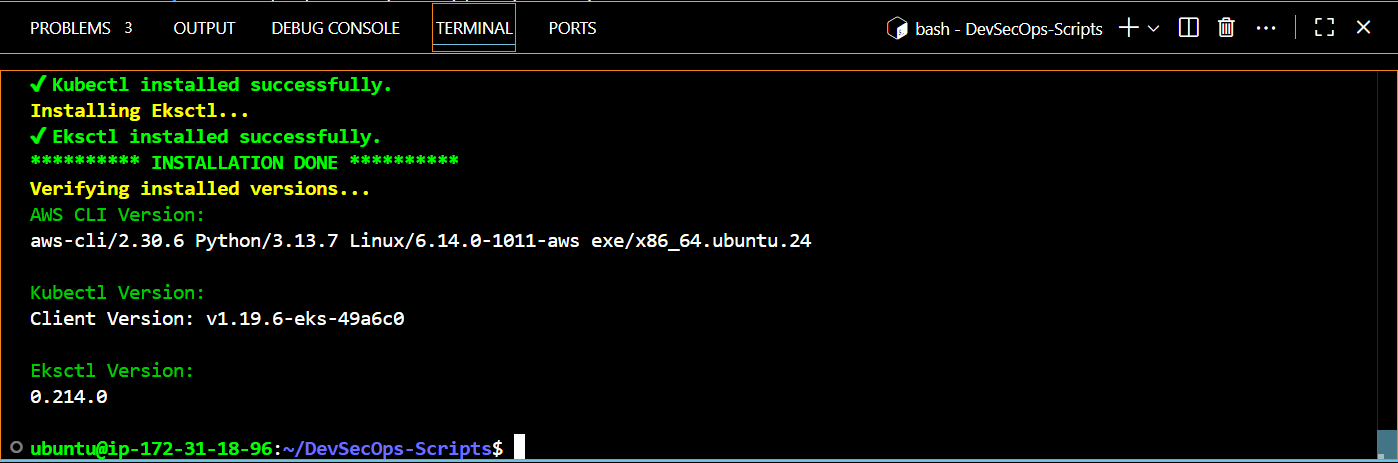 PROBLEMS 3 OUTPUT DEBUG CONSOLE TERMINAL PORTS bash - DevSecOps-Scripts
✔ Kubectl installed successfully.
Installing Eksctl...
✔ Eksctl installed successfully.
********** INSTALLATION DONE **********
Verifying installed versions...
AWS CLI Version:
aws-cli/2.30.6 Python/3.13.7 Linux/6.14.0-1011-aws exe/x86_64.ubuntu.24
Kubectl Version:
Client Version: v1.19.6-eks-49a6c0
Eksctl Version:
0.214.0
ubuntu@ip-172-31-18-96:~/DevSecOps-Scripts$